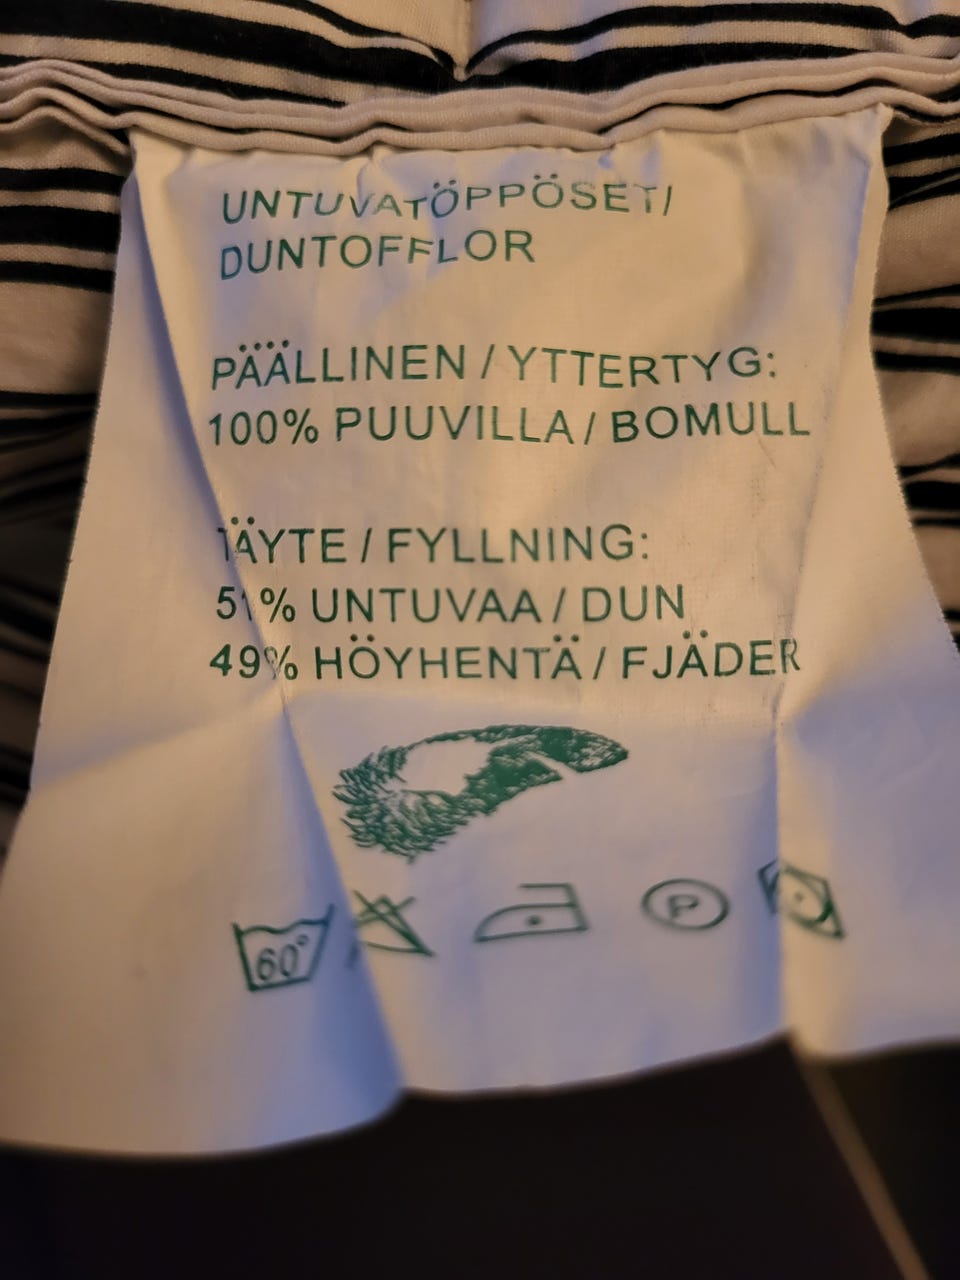 UNTUVATÖPPÖSET/
DUNTOFFLOR
PÄÄLLINEN / YTTERTYG:
100% PUUVILLA / BOMULL
TÄYTE / FYLLNING:
51% UNTUVAA / DUN
49% HÖYHENTÄ / FJÄDER
60°
P